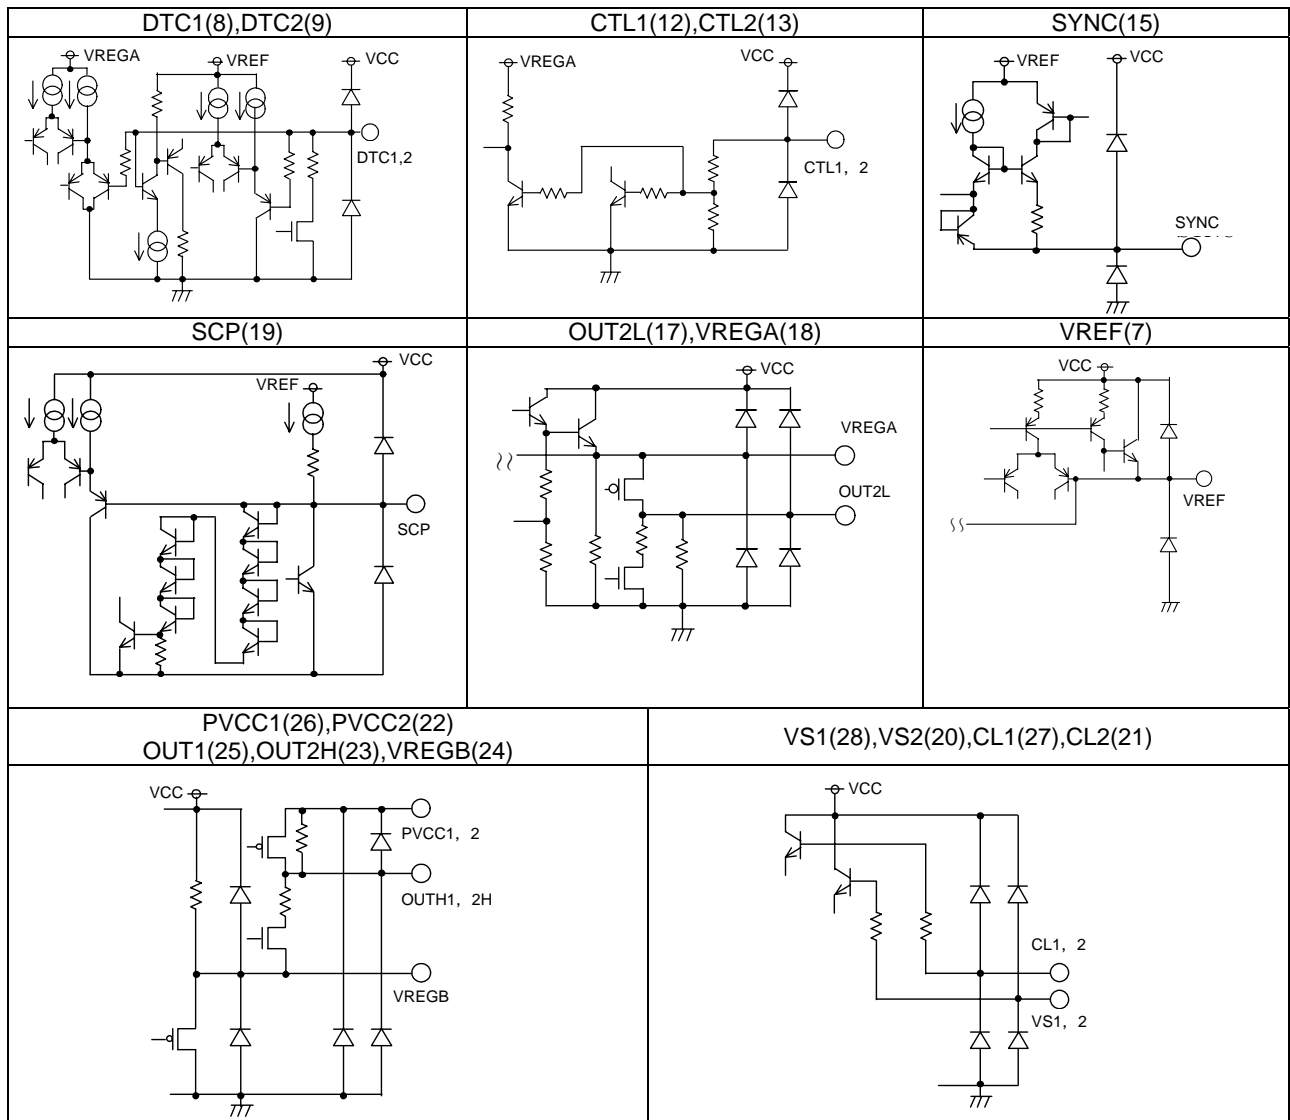 DTC1(8),DTC2(9)
CTL1(12),CTL2(13)
SYNC(15)
VREGA
VREF
VCC
DTC1,2
VREGA
VCC
CTL1, 2
VREF
VCC
SYNC
SCP(19)
OUT2L(17),VREGA(18)
VREF(7)
VCC
VREF
SCP
VCC
VREGA
OUT2L
VCC
VREF
PVCC1(26),PVCC2(22)
OUT1(25),OUT2H(23),VREGB(24)
VS1(28),VS2(20),CL1(27),CL2(21)
VCC
PVCC1, 2
OUTH1, 2H
VREGB
VCC
CL1, 2
VS1, 2